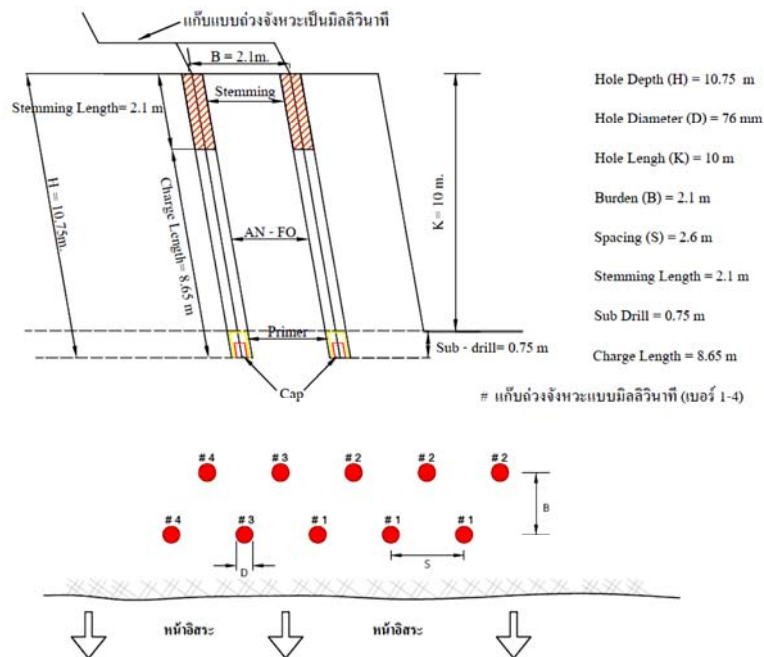 แก๊บแบบถ่วงจังหวะเป็นมิลลิวินาที
B = 2.1m.
Stemming
Stemming Length= 2.1 m
H = 10.75m.
Charge Length= 8.65 m
AN - FO
K = 10 m.
Primer
Sub - drill= 0.75 m
Cap
Hole Depth (H) = 10.75 m
Hole Diameter (D) = 76 mm
Hole Lengh (K) = 10 m
Burden (B) = 2.1 m
Spacing (S) = 2.6 m
Stemming Length = 2.1 m
Sub Drill = 0.75 m
Charge Length = 8.65 m
# แก๊บถ่วงจังหวะแบบมิลลิวินาที (เบอร์ 1-4)
# 4 # 3 # 2 # 2 # 2
B
# 4 # 3 # 1 # 1 # 1
D S
หน้าอิสระ หน้าอิสระ